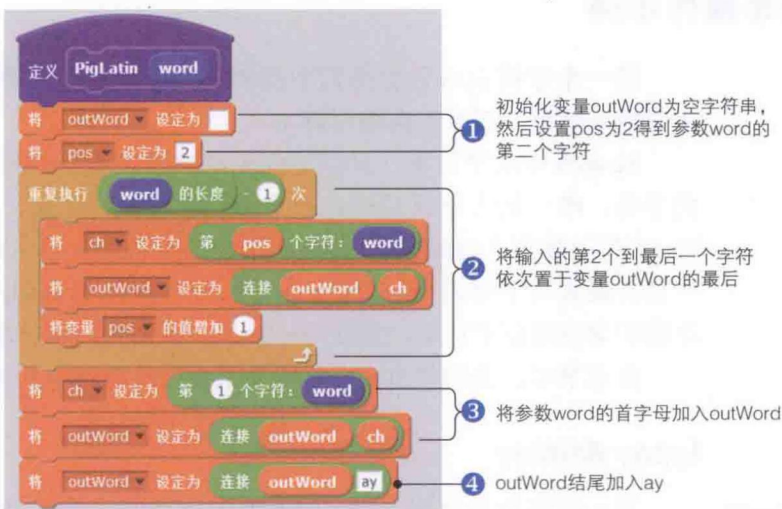 定义 PigLatin word
将 outWord 设定为
将 pos 设定为 2
重复执行 word 的长度 - 1 次
将 ch 设定为 第 pos 个字符： word
将 outWord 设定为 连接 outWord ch
将变量 pos 的值增加 1
将 ch 设定为 第 1 个字符： word
将 outWord 设定为 连接 outWord ch
将 outWord 设定为 连接 outWord ay
1 初始化变量outWord为空字符串，
然后设置pos为2得到参数word的
第二个字符
2 将输入的第2个到最后一个字符
依次置于变量outWord的最后
3 将参数word的首字母加入outWord
4 outWord结尾加入ay